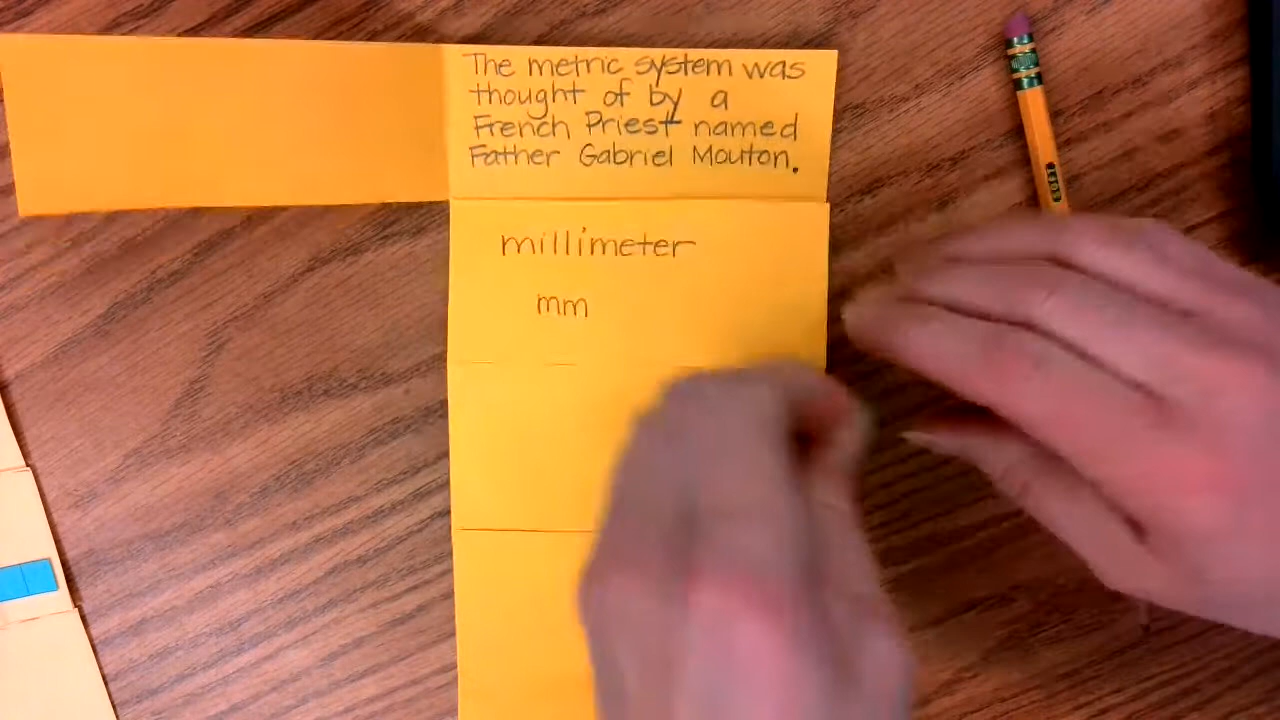 The metric system was
thought of by a
French Priest named
Father Gabriel Mouton.
millimeter
mm